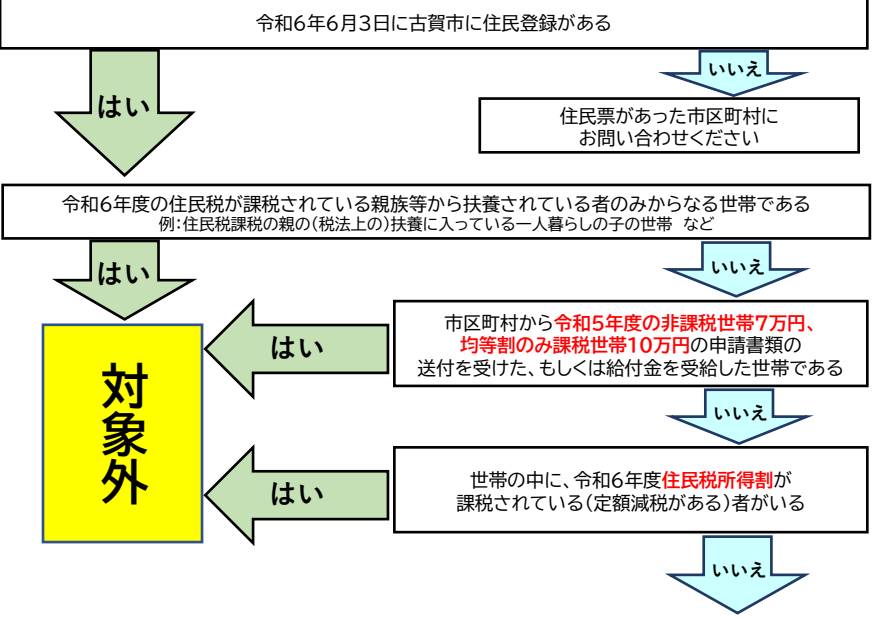 令和6年6月3日に古賀市に住民登録がある
はい
いいえ
住民票があった市区町村に
お問い合わせください
令和6年度の住民税が課税されている親族等から扶養されている者のみからなる世帯である
例:住民税課税の親の(税法上の)扶養に入っている一人暮らしの子の世帯 など
はい
いいえ
市区町村から令和5年度の非課税世帯7万円、
均等割のみ課税世帯10万円の申請書類の
送付を受けた、もしくは給付金を受給した世帯である
はい
対象外
いいえ
世帯の中に、令和6年度住民税所得割が
課税されている(定額減税がある)者がいる
はい
いいえ